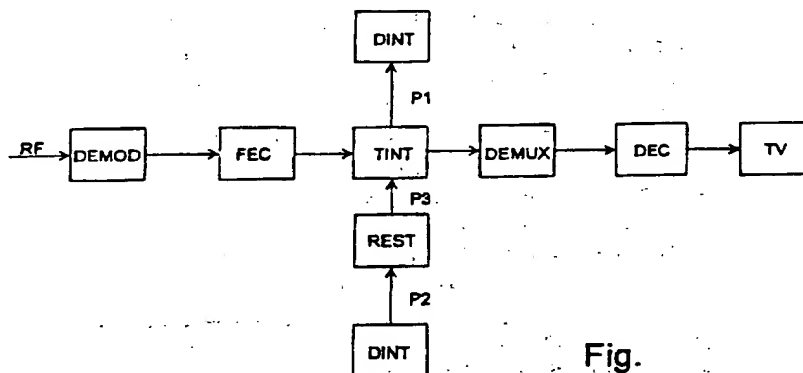 DINT
P1
RF
DEMOD
FEC
TINT
DEMUX
DEC
TV
P3
REST
P2
DINT
Fig.